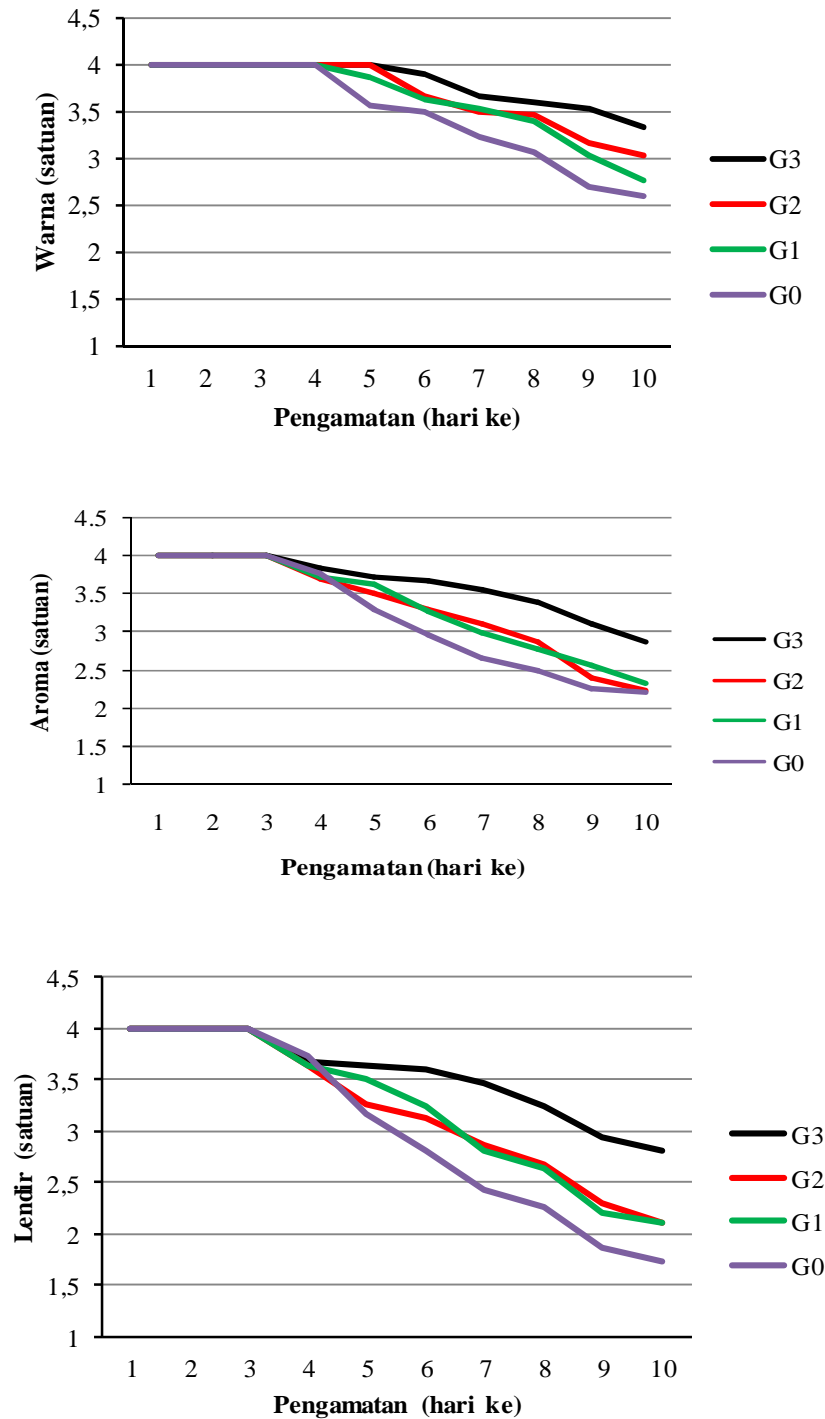 4,5
4
3,5
3
2,5
2
1,5
1
Warna (satuan)
1 2 3 4 5 6 7 8 9 10
Pengamatan (hari ke)
G3
G2
G1
G0
4.5
4
3.5
3
2.5
2
1.5
1
Aroma (satuan)
1 2 3 4 5 6 7 8 9 10
Pengamatan (hari ke)
G3
G2
G1
G0
4,5
4
3,5
3
2,5
2
1,5
1
Lendir (satuan)
1 2 3 4 5 6 7 8 9 10
Pengamatan (hari ke)
G3
G2
G1
G0